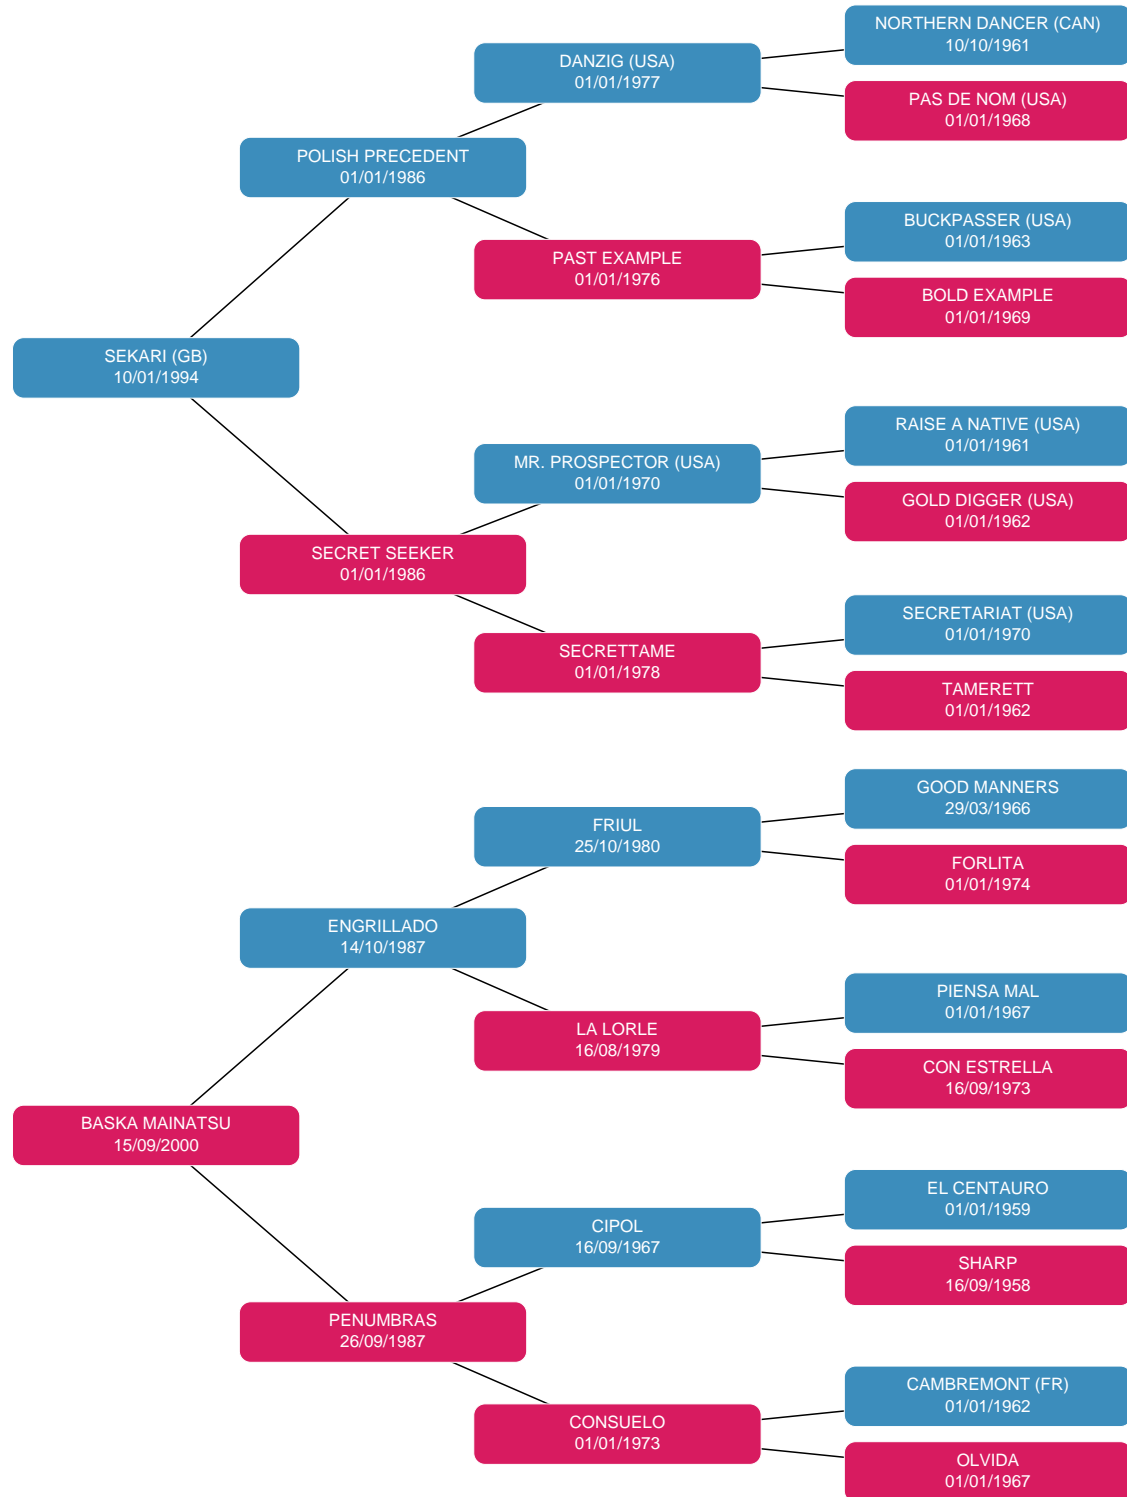 NORTHERN DANCER (CAN)
10/10/1961
DANZIG (USA)
01/01/1977
PAS DE NOM (USA)
01/01/1968
POLISH PRECEDENT
01/01/1986
BUCKPASSER (USA)
01/01/1963
PAST EXAMPLE
01/01/1976
BOLD EXAMPLE
01/01/1969
SEKARI (GB)
10/01/1994
RAISE A NATIVE (USA)
01/01/1961
MR. PROSPECTOR (USA)
01/01/1970
GOLD DIGGER (USA)
01/01/1962
SECRET SEEKER
01/01/1986
SECRETARIAT (USA)
01/01/1970
SECRETTAME
01/01/1978
TAMERETT
01/01/1962
GOOD MANNERS
29/03/1966
FRIUL
25/10/1980
FORLITA
01/01/1974
ENGRILLADO
14/10/1987
PIENSA MAL
01/01/1967
LA LORLE
16/08/1979
CON ESTRELLA
16/09/1973
BASKA MAINATSU
15/09/2000
EL CENTAURO
01/01/1959
CIPOL
16/09/1967
SHARP
16/09/1958
PENUMBRAS
26/09/1987
CAMBREMONT (FR)
01/01/1962
CONSUELO
01/01/1973
OLVIDA
01/01/1967